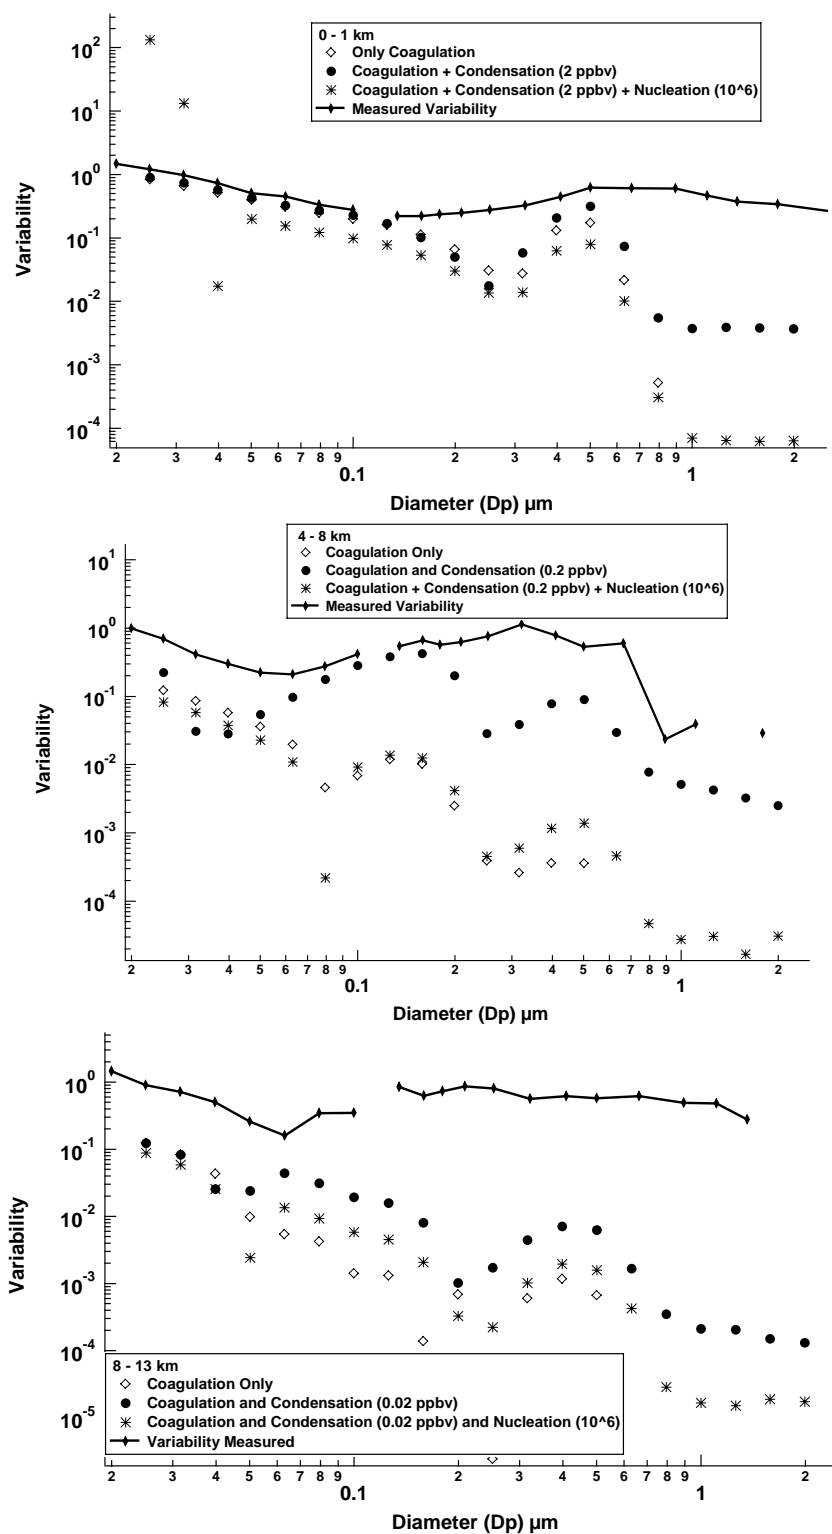 0 - 1 km
Only Coagulation
Coagulation + Condensation (2 ppbv)
Coagulation + Condensation (2 ppbv) + Nucleation (10^6)
Measured Variability
10^2
10^1
10^0
10^-1
10^-2
10^-3
10^-4
Variability
2 3 4 5 6 7 8 9 2 3 4 5 6 7 8 9 2
0.1 1
Diameter (Dp) µm
4 - 8 km
Coagulation Only
Coagulation and Condensation (0.2 ppbv)
Coagulation + Condensation (0.2 ppbv) + Nucleation (10^6)
Measured Variability
10^1
10^0
10^-1
10^-2
10^-3
10^-4
Variability
2 3 4 5 6 7 8 9 2 3 4 5 6 7 8 9 2
0.1 1
Diameter (Dp) µm
10^0
10^-1
10^-2
10^-3
10^-4
10^-5
Variability
8 - 13 km
Coagulation Only
Coagulation and Condensation (0.02 ppbv)
Coagulation and Condensation (0.02 ppbv) and Nucleation (10^6)
Variability Measured
2 3 4 5 6 7 8 9 2 3 4 5 6 7 8 9 2
0.1 1
Diameter (Dp) µm